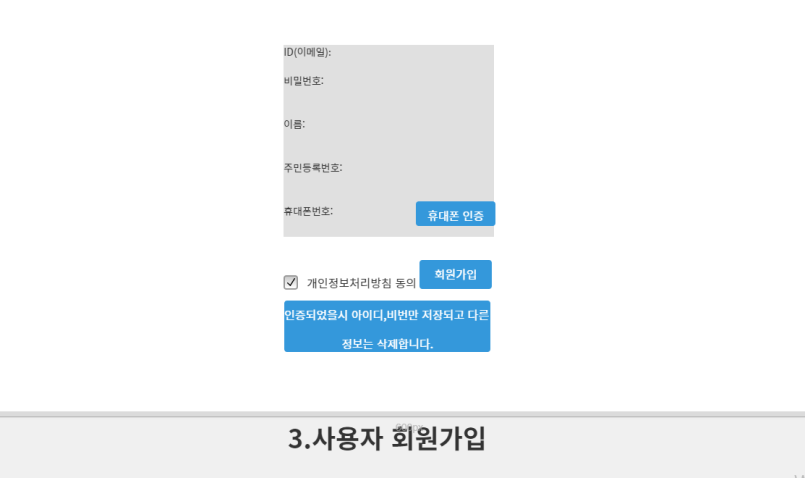 ID(이메일):
비밀번호:
이름:
주민등록번호:
휴대폰번호:
휴대폰 인증
회원가입
개인정보처리방침 동의
인증되었을시 아이디,비번만 저장되고 다른
정보는 삭제합니다.
3.사용자 회원가입